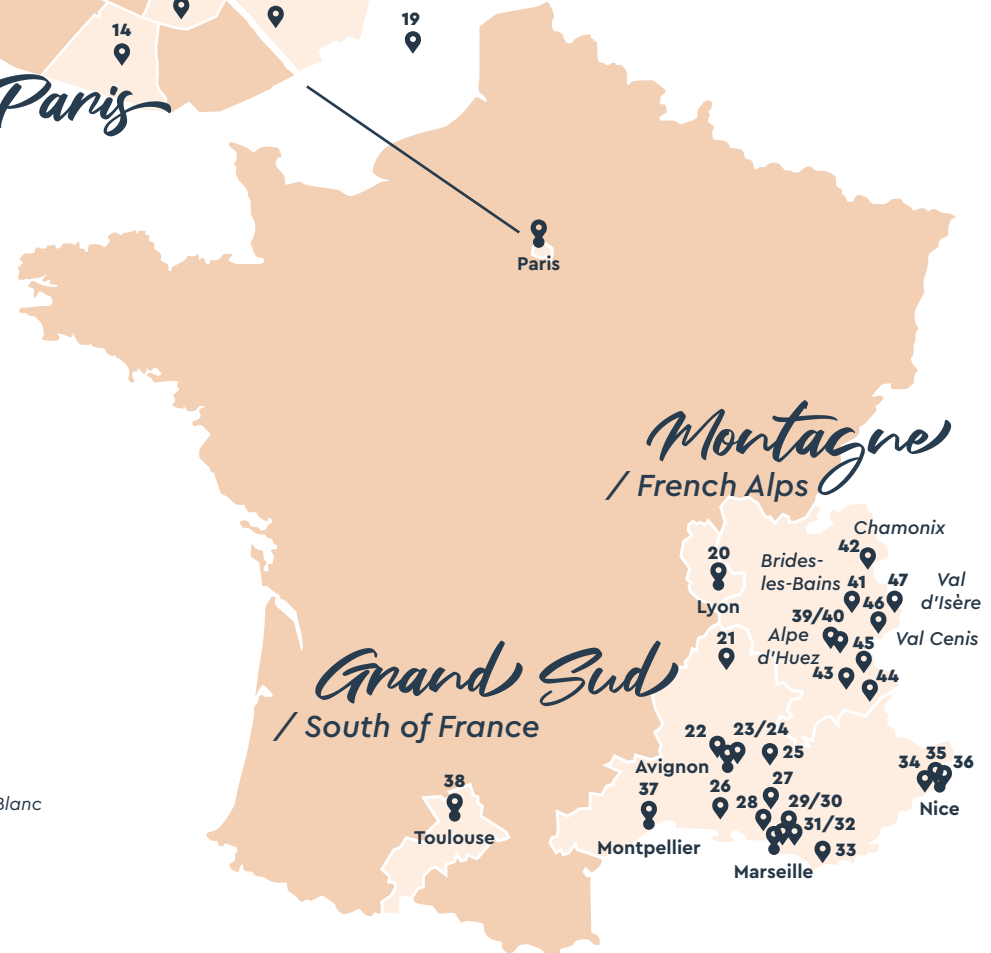 19
14
Paris
Paris
Montagne
/ French Alps
Chamonix
42
20
Brides-
les-Bains
41
47
Val
d'Isère
46
Lyon
39/40
21
Alpe
d'Huez
45
Val Cenis
43
44
Grand Sud
/ South of France
22
23/24
25
34
35
36
Avignon
38
37
26
27
28
29/30
Nice
Blanc
31/32
Toulouse
Montpellier
33
Marseille